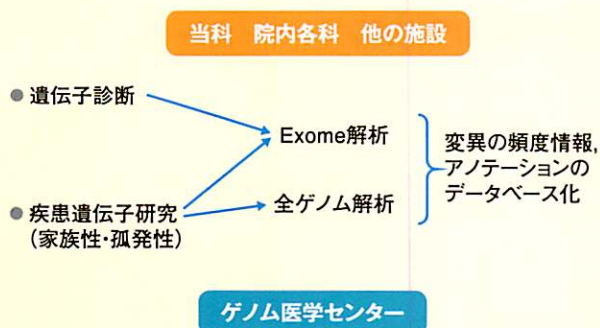 当科 院内各科 他の施設
● 遺伝子診断
Exome解析
変異の頻度情報,
アノテーションの
データベース化
● 疾患遺伝子研究
(家族性・孤発性)
全ゲノム解析
ゲノム医学センター